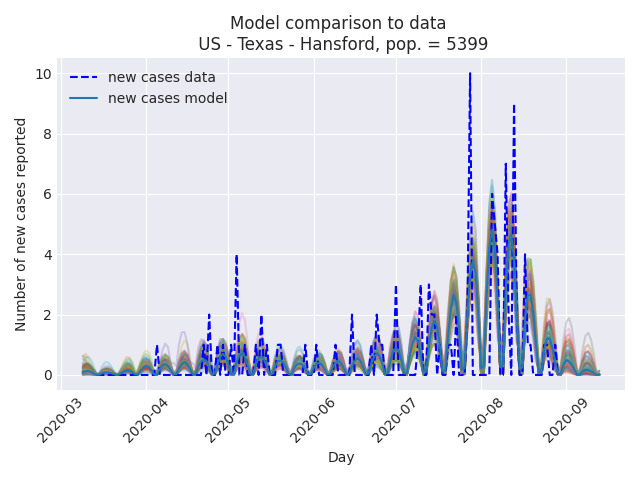 Model comparison to data
US - Texas - Hansford, pop. = 5399
new cases data
new cases model
Number of new cases reported
10
8
6
4
2
0
2020-03
2020-04
2020-05
2020-06
2020-07
2020-08
2020-09
Day